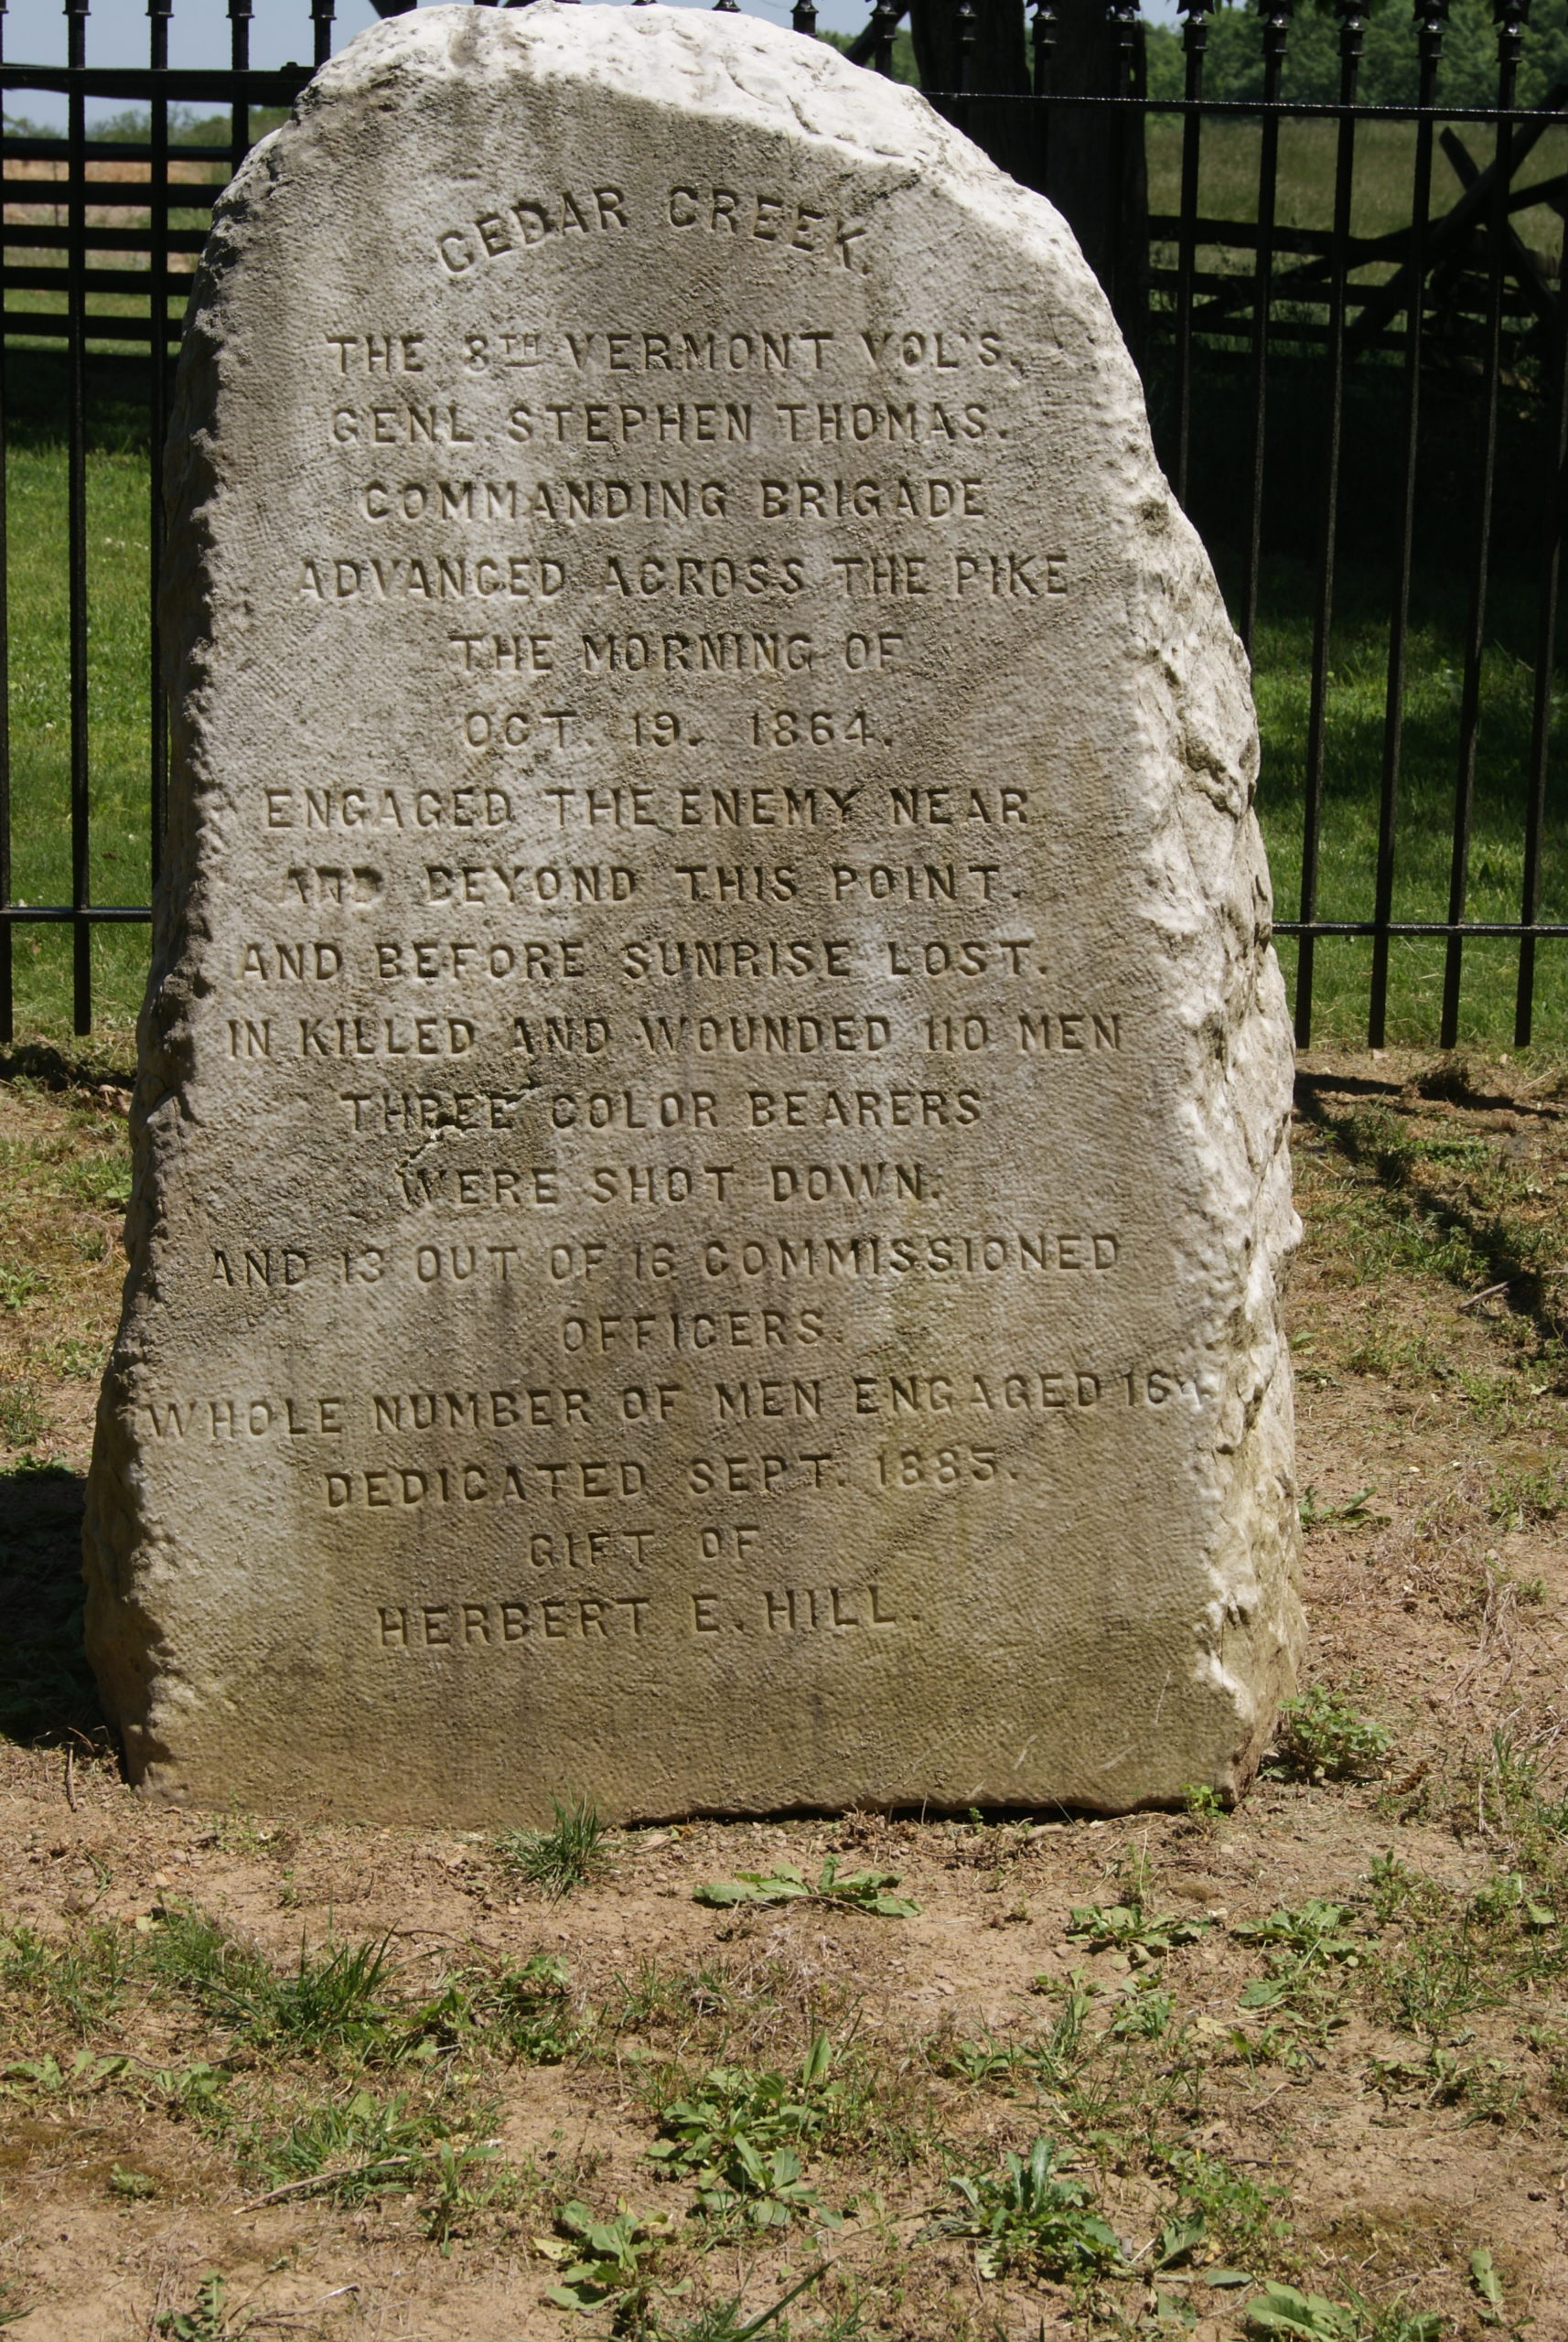 CEDAR CREEK.
THE 8TH VERMONT VOL'S.
GENL. STEPHEN THOMAS.
COMMANDING BRIGADE
ADVANCED ACROSS THE PIKE
THE MORNING OF
OCT. 19. 1864.
ENGAGED THE ENEMY NEAR
AND BEYOND THIS POINT.
AND BEFORE SUNRISE LOST.
IN KILLED AND WOUNDED 110 MEN
THREE COLOR BEARERS
WERE SHOT DOWN.
AND 13 OUT OF 16 COMMISSIONED
OFFICERS.
WHOLE NUMBER OF MEN ENGAGED 164.
DEDICATED SEPT. 1885.
GIFT OF
HERBERT E. HILL.